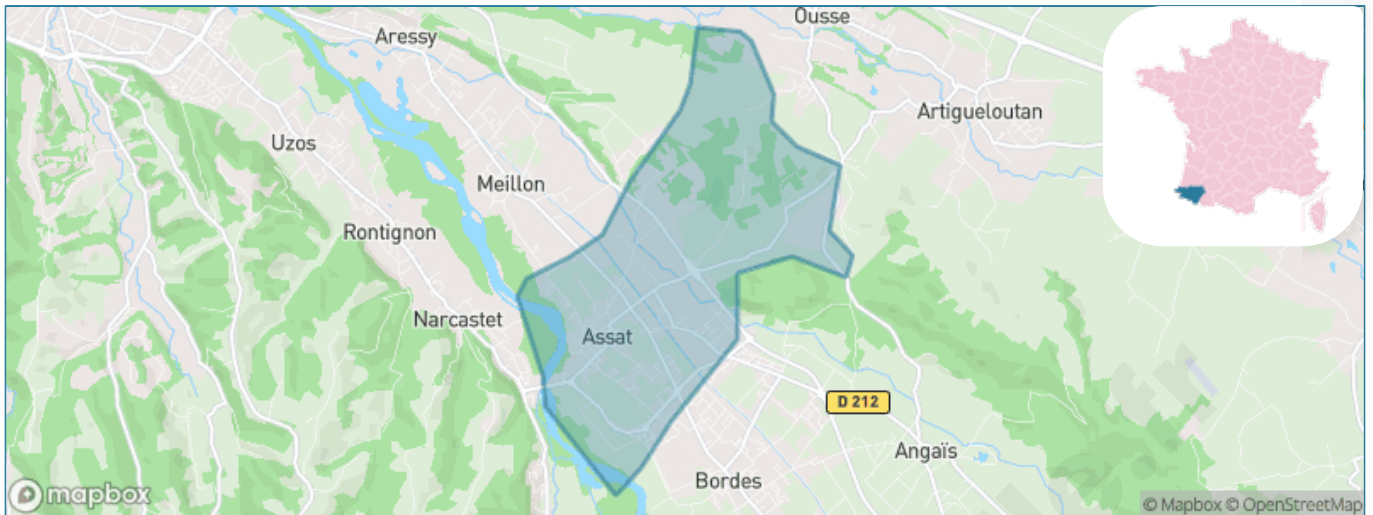 Ousse
Aressy
Artigueloutan
Uzos
Meillon
Rontignon
Narcastet
Assat
D 212
Angaïs
Bordes
mapbox
© Mapbox © OpenStreetMap